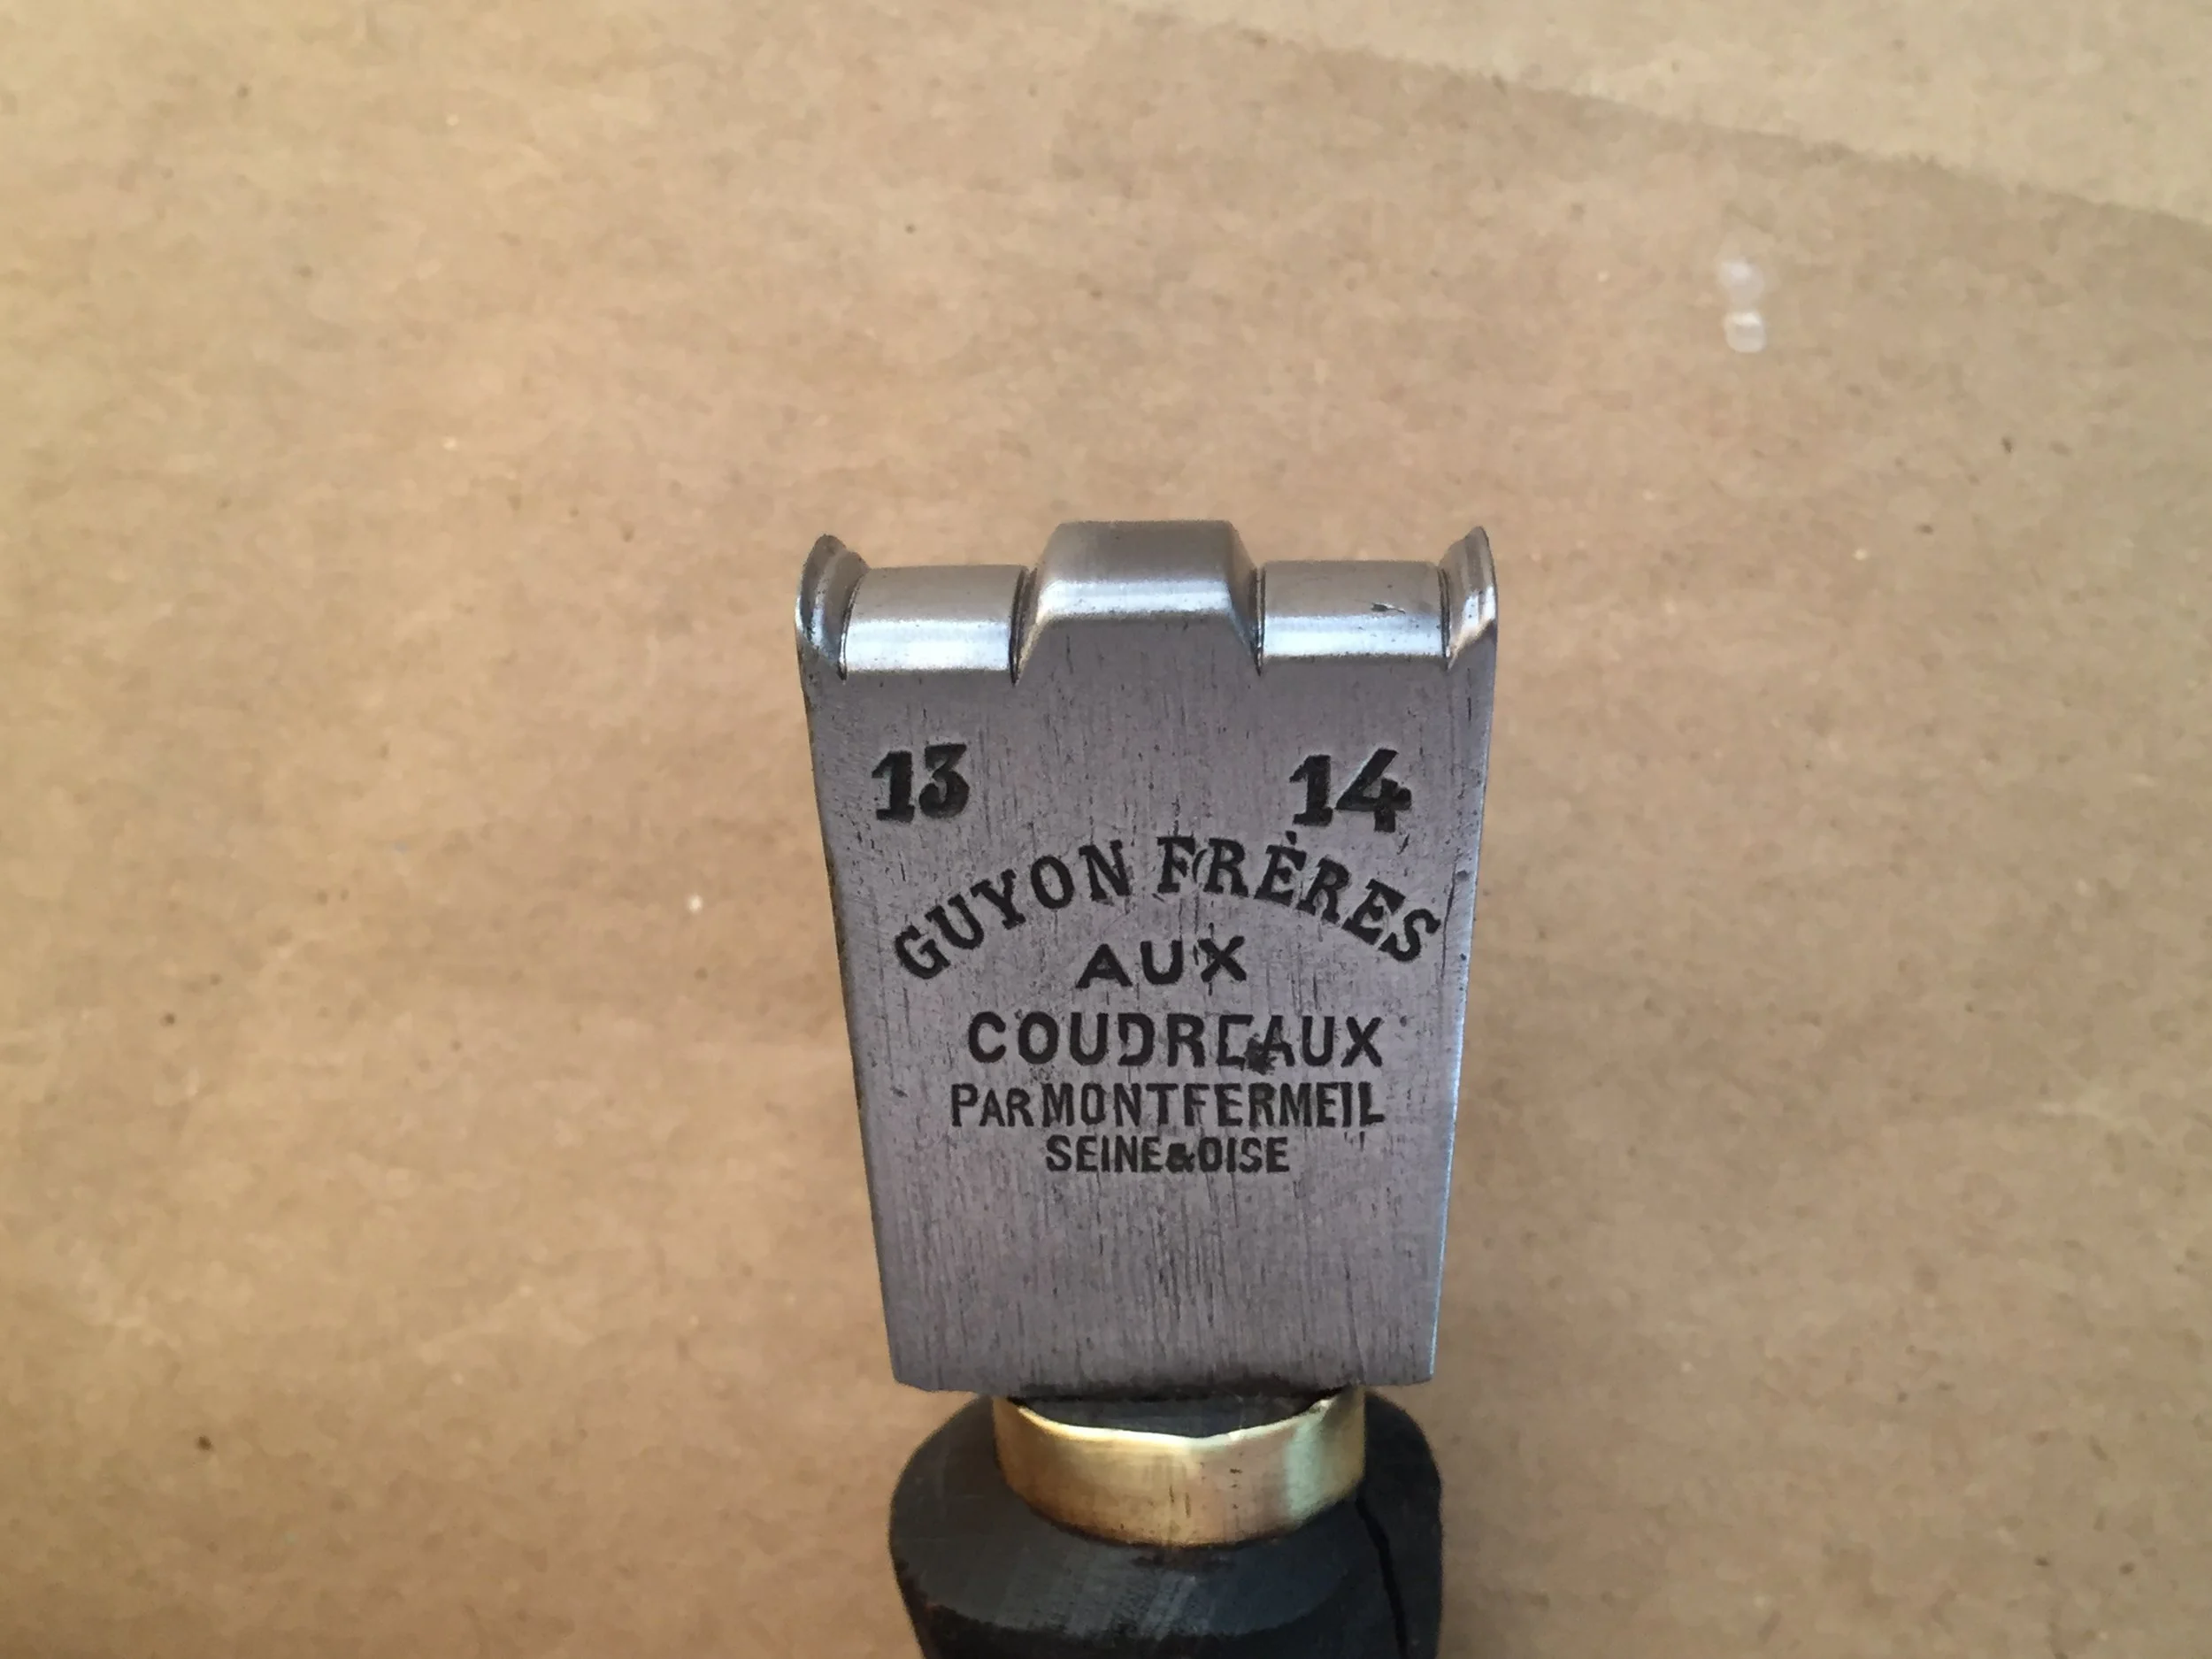 13 14
GUYON FRÈRES
AUX
COUDREAUX
PAR MONTFERMEIL
SEINE&OISE